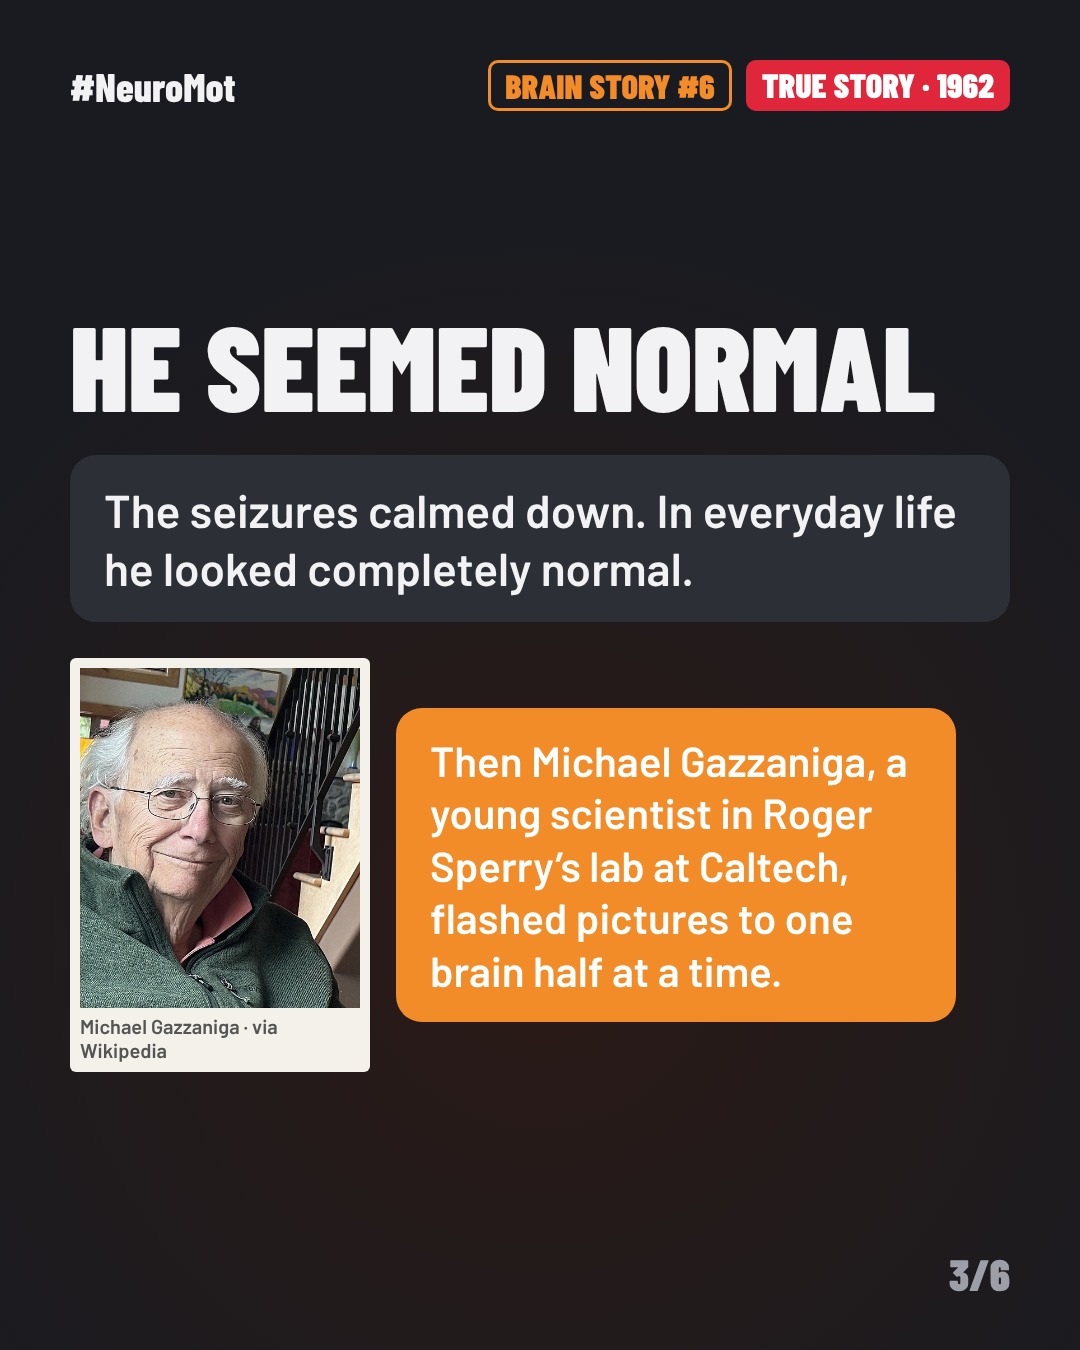 #NeuroMot
BRAIN STORY #6
TRUE STORY · 1962
HE SEEMED NORMAL
The seizures calmed down. In everyday life
he looked completely normal.
Then Michael Gazzaniga, a
young scientist in Roger
Sperry’s lab at Caltech,
flashed pictures to one
brain half at a time.
Michael Gazzaniga · via
Wikipedia
3/6